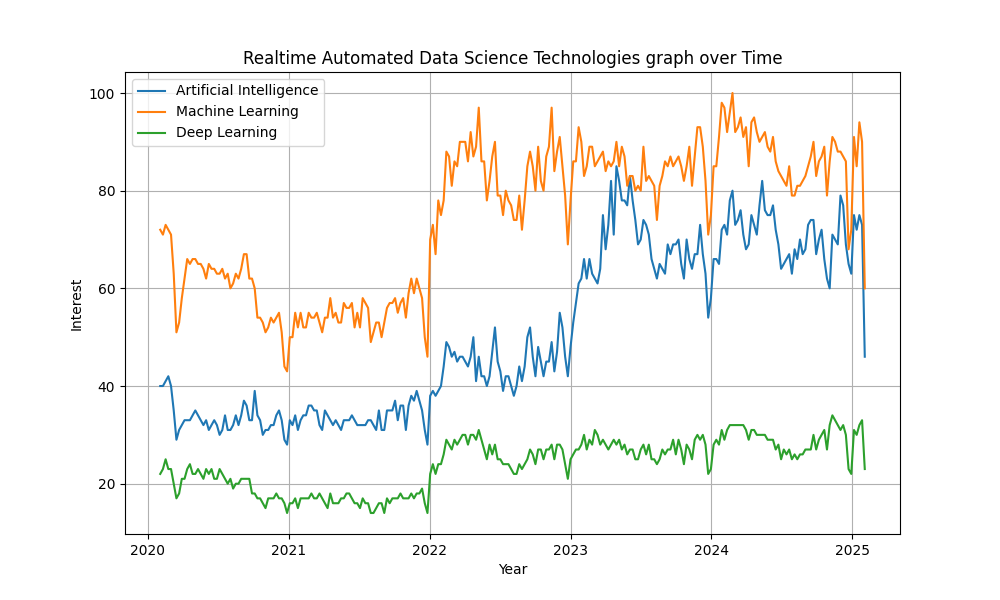 Realtime Automated Data Science Technologies graph over Time
Artificial Intelligence
Machine Learning
Deep Learning
100
80
60
40
20
Interest
2020 2021 2022 2023 2024 2025
Year